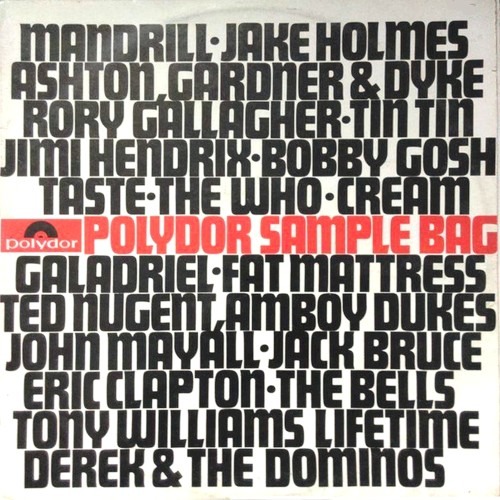 MANDRILL·JAKE HOLMES
ASHTON, GARDNER & DYKE
RORY GALLAGHER·TIN TIN
JIMI HENDRIX·BOBBY GOSH
TASTE·THE WHO·CREAM
polydor POLYDOR SAMPLE BAG
GALADRIEL·FAT MATTRESS
TED NUGENT, AMBOY DUKES
JOHN MAYALL·JACK BRUCE
ERIC CLAPTON·THE BELLS
TONY WILLIAMS LIFETIME
DEREK & THE DOMINOS